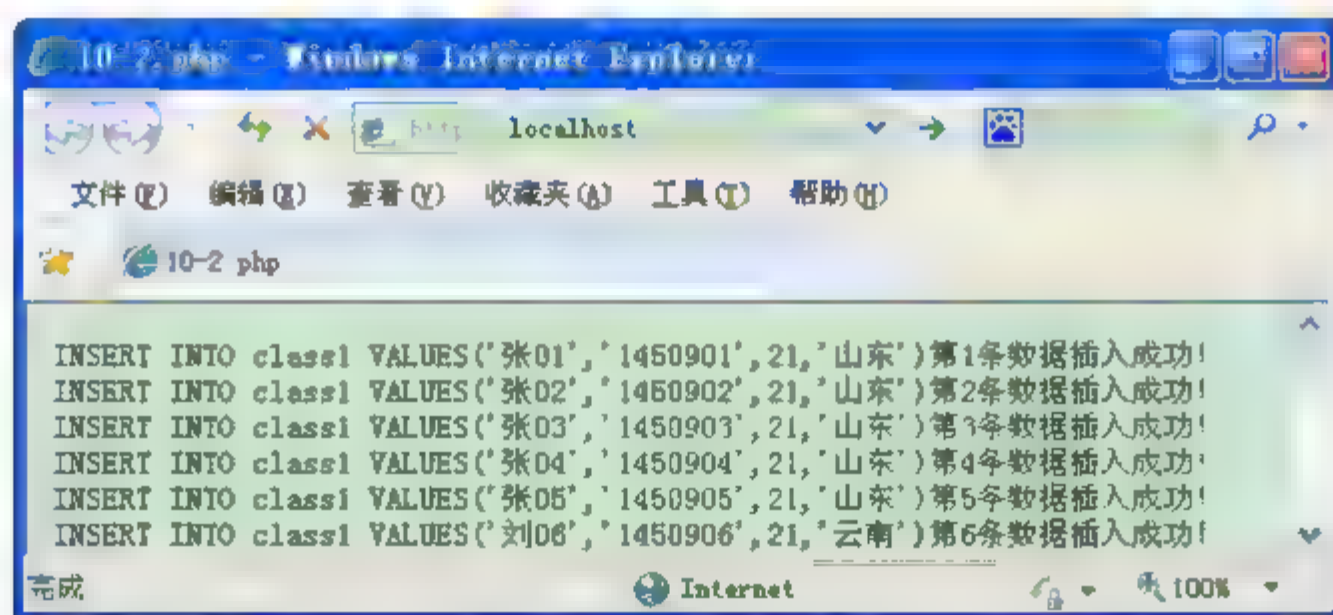 10-2 php - Windows Internet Explorer
http localhost
文件(F) 编辑(E) 查看(V) 收藏夹(A) 工具(T) 帮助(H)
10-2 php
INSERT INTO class1 VALUES('张01','1450901',21,'山东')第1条数据插入成功!
INSERT INTO class1 VALUES('张02','1450902',21,'山东')第2条数据插入成功!
INSERT INTO class1 VALUES('张03','1450903',21,'山东')第3条数据插入成功!
INSERT INTO class1 VALUES('张04','1450904',21,'山东')第4条数据插入成功!
INSERT INTO class1 VALUES('张05','1450905',21,'山东')第5条数据插入成功!
INSERT INTO class1 VALUES('刘06','1450906',21,'云南')第6条数据插入成功!
完成 Internet 100%